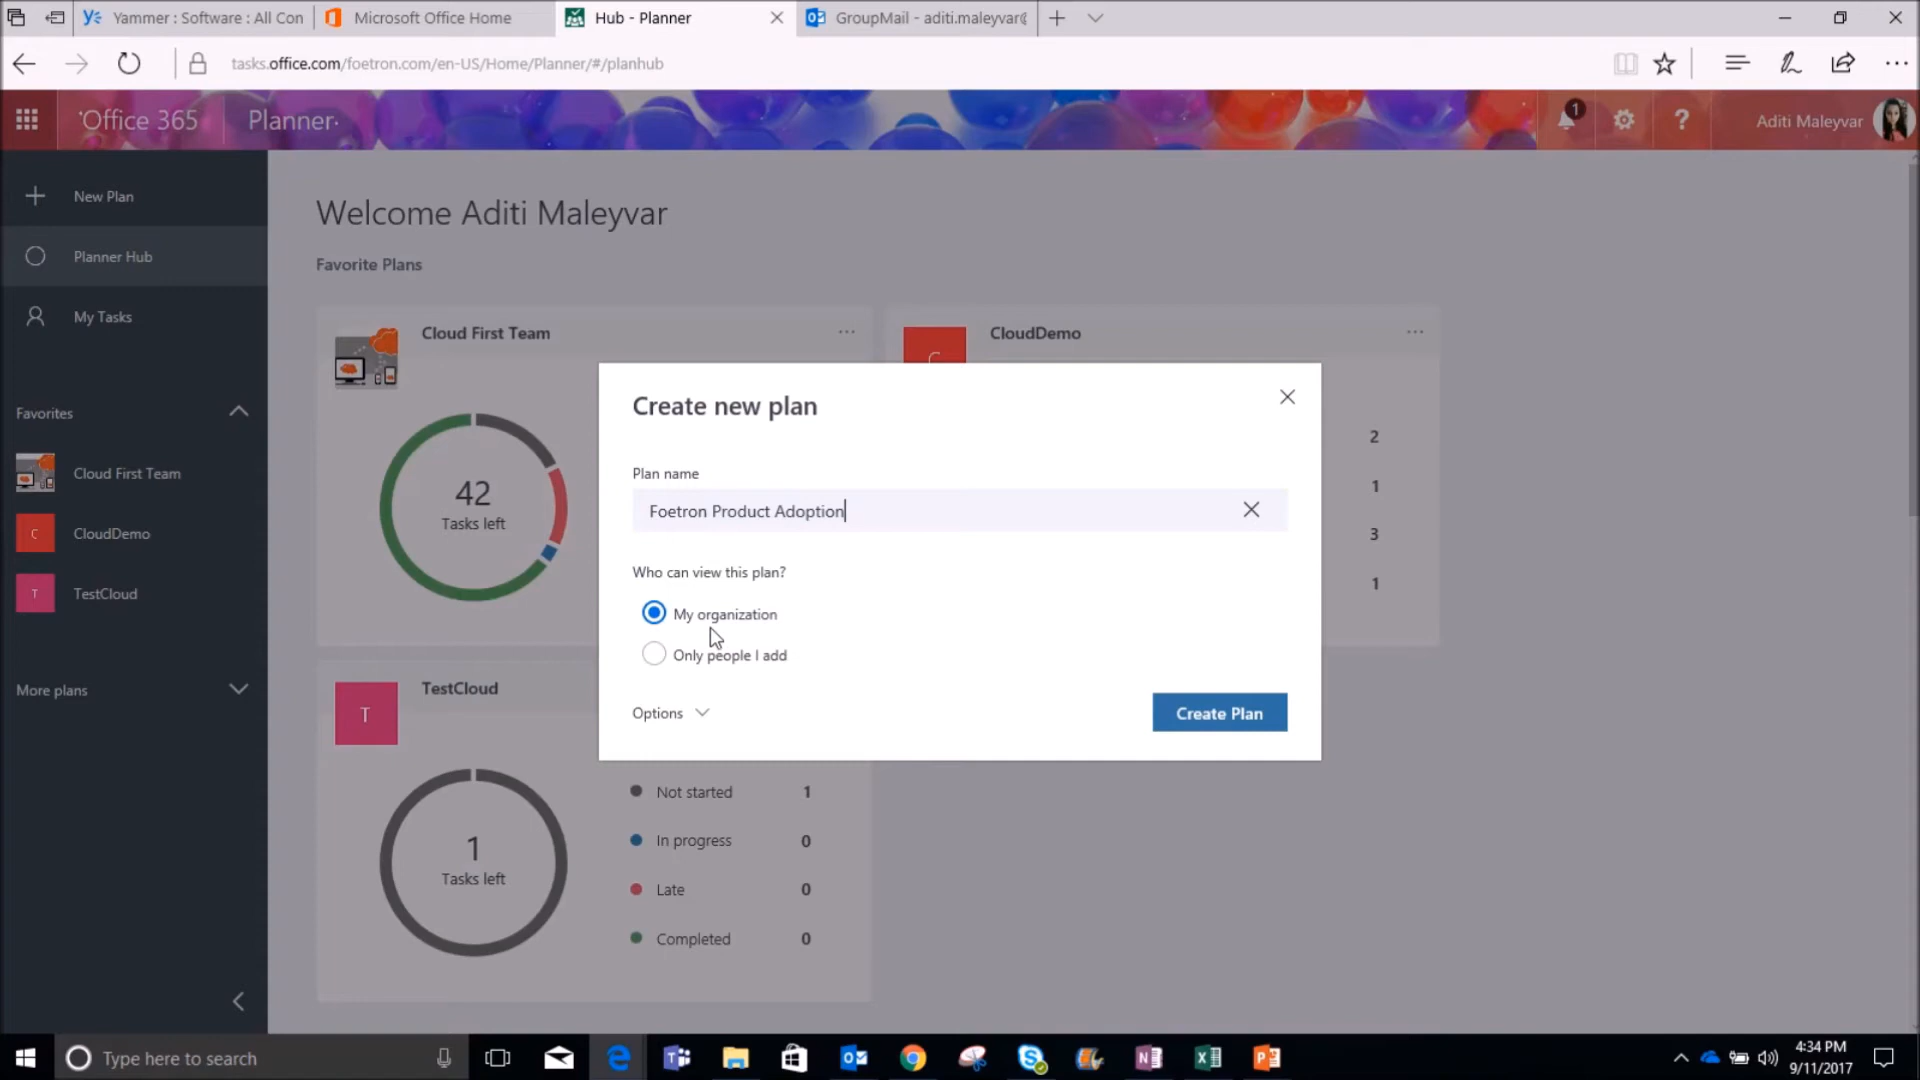 Yammer : Software : All Con
Microsoft Office Home
Hub - Planner
GroupMail - aditi.maleyvar@
tasks.office.com/foetron.com/en-US/Home/Planner/#/planhub
Office 365
Planner
1
Aditi Maleyvar
New Plan
Planner Hub
My Tasks
Favorites
Cloud First Team
C
CloudDemo
T
TestCloud
More plans
Welcome Aditi Maleyvar
Favorite Plans
Cloud First Team
42
Tasks left
C
CloudDemo
2
1
3
1
Create new plan
Plan name
Foetron Product Adoption
Who can view this plan?
My organization
Only people I add
Options
Create Plan
T
TestCloud
1
Tasks left
Not started 1
In progress 0
Late 0
Completed 0
Type here to search
4:34 PM
9/11/2017